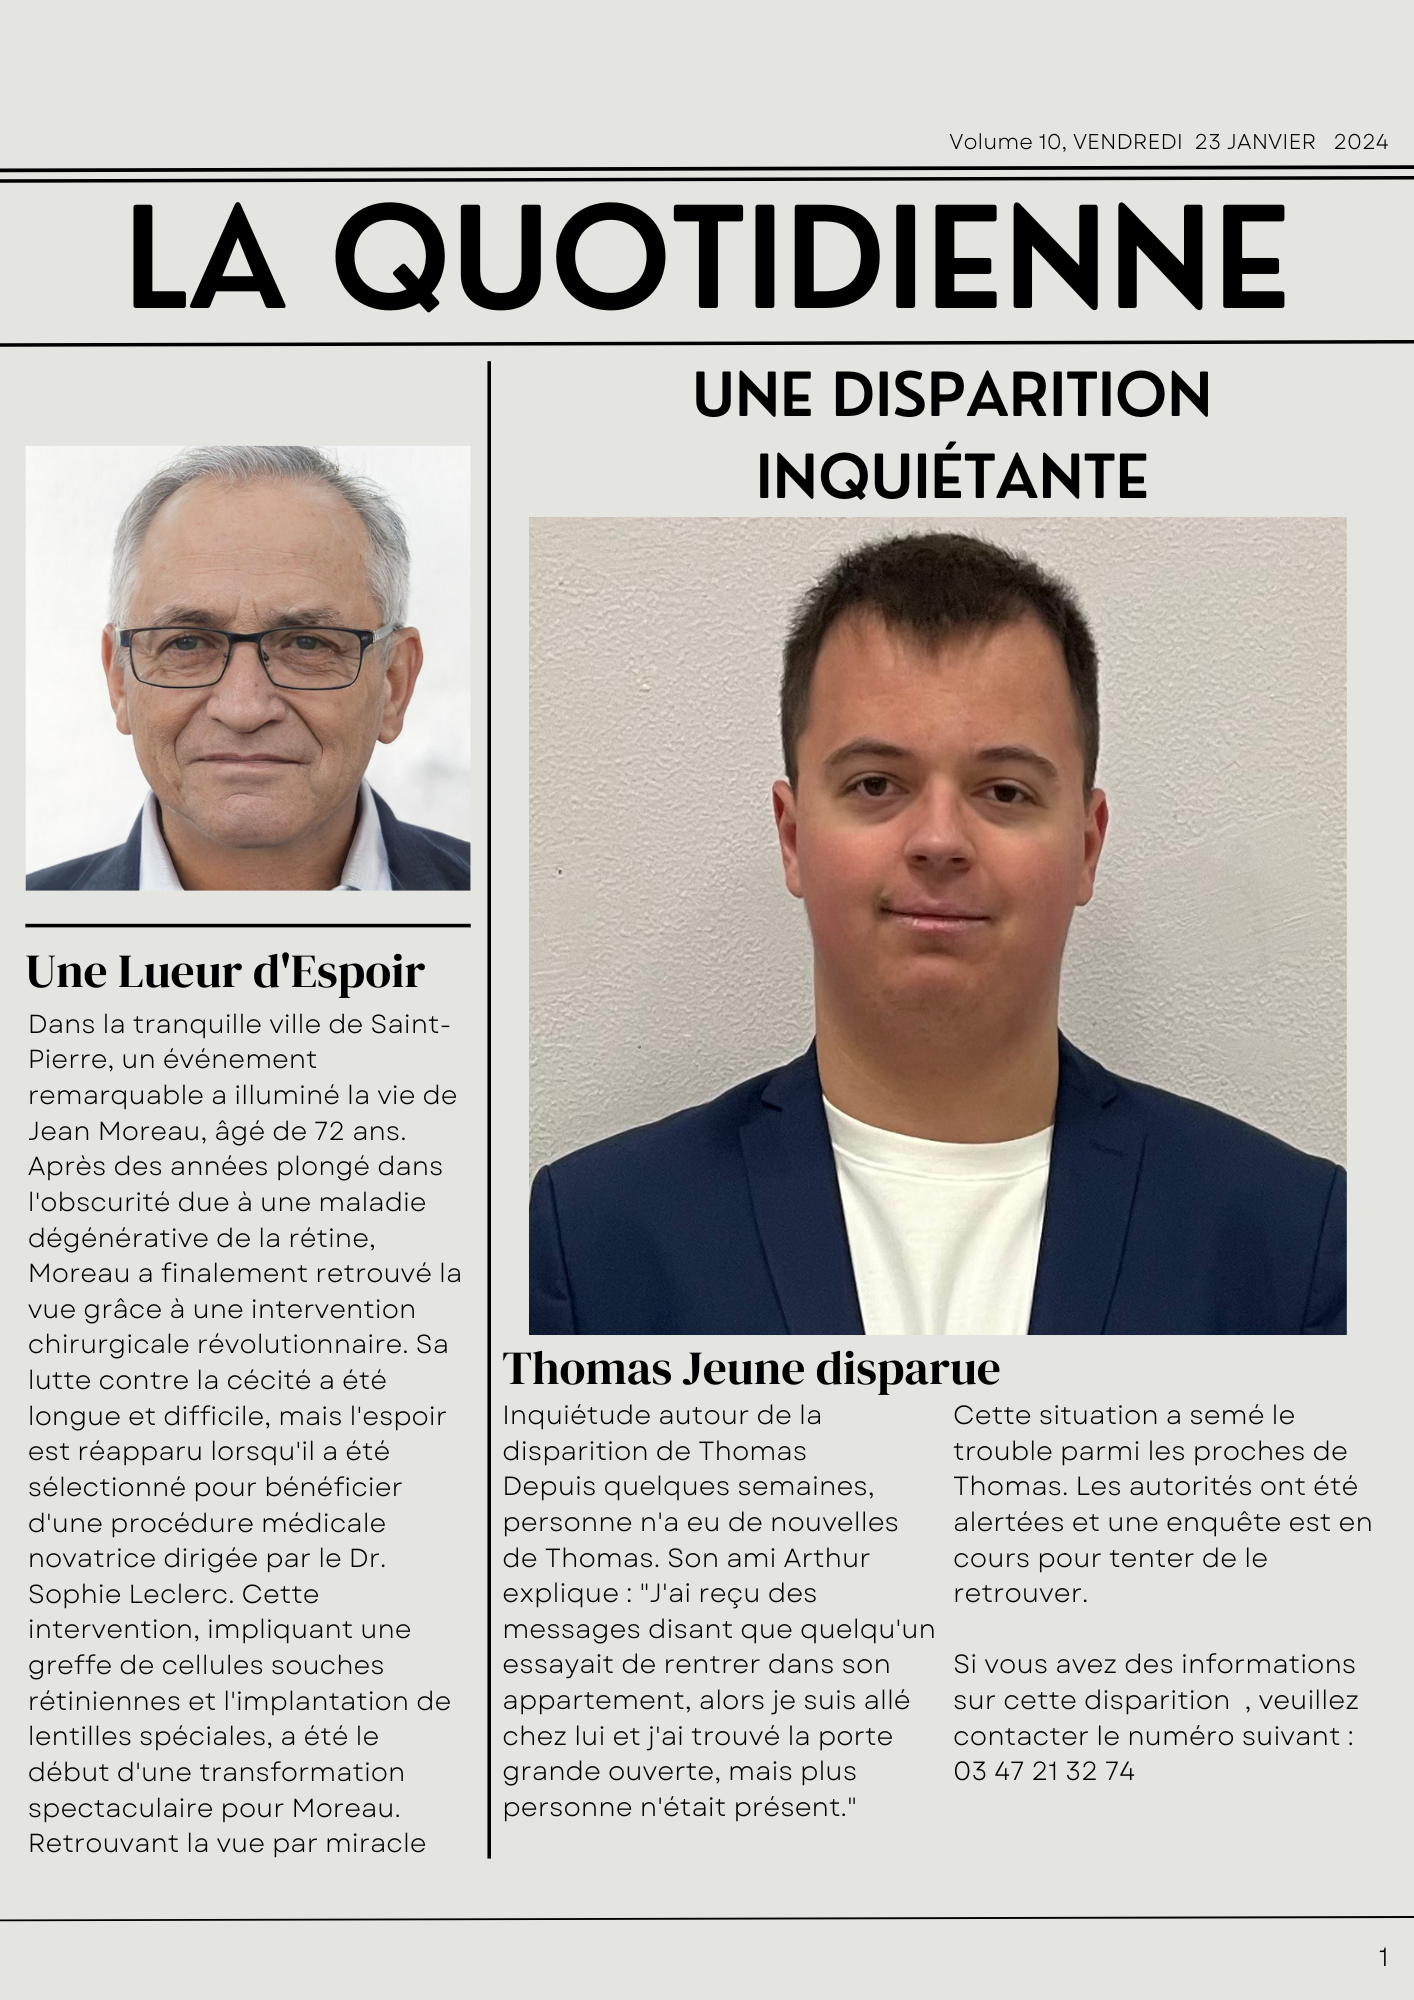 Volume 10, VENDREDI 23 JANVIER 2024
LA QUOTIDIENNE
Une Lueur d'Espoir
Dans la tranquille ville de Saint-
Pierre, un événement
remarquable a illuminé la vie de
Jean Moreau, âgé de 72 ans.
Après des années plongé dans
l'obscurité due à une maladie
dégénérative de la rétine,
Moreau a finalement retrouvé la
vue grâce à une intervention
chirurgicale révolutionnaire. Sa
lutte contre la cécité a été
longue et difficile, mais l'espoir
est réapparu lorsqu'il a été
sélectionné pour bénéficier
d'une procédure médicale
novatrice dirigée par le Dr.
Sophie Leclerc. Cette
intervention, impliquant une
greffe de cellules souches
rétiniennes et l'implantation de
lentilles spéciales, a été le
début d'une transformation
spectaculaire pour Moreau.
Retrouvant la vue par miracle
UNE DISPARITION
INQUIÉTANTE
Thomas Jeune disparue
Inquiétude autour de la
disparition de Thomas
Depuis quelques semaines,
personne n'a eu de nouvelles
de Thomas. Son ami Arthur
explique : "J'ai reçu des
messages disant que quelqu'un
essayait de rentrer dans son
appartement, alors je suis allé
chez lui et j'ai trouvé la porte
grande ouverte, mais plus
personne n'était présent."
Cette situation a semé le
trouble parmi les proches de
Thomas. Les autorités ont été
alertées et une enquête est en
cours pour tenter de le
retrouver.
Si vous avez des informations
sur cette disparition , veuillez
contacter le numéro suivant :
03 47 21 32 74
1